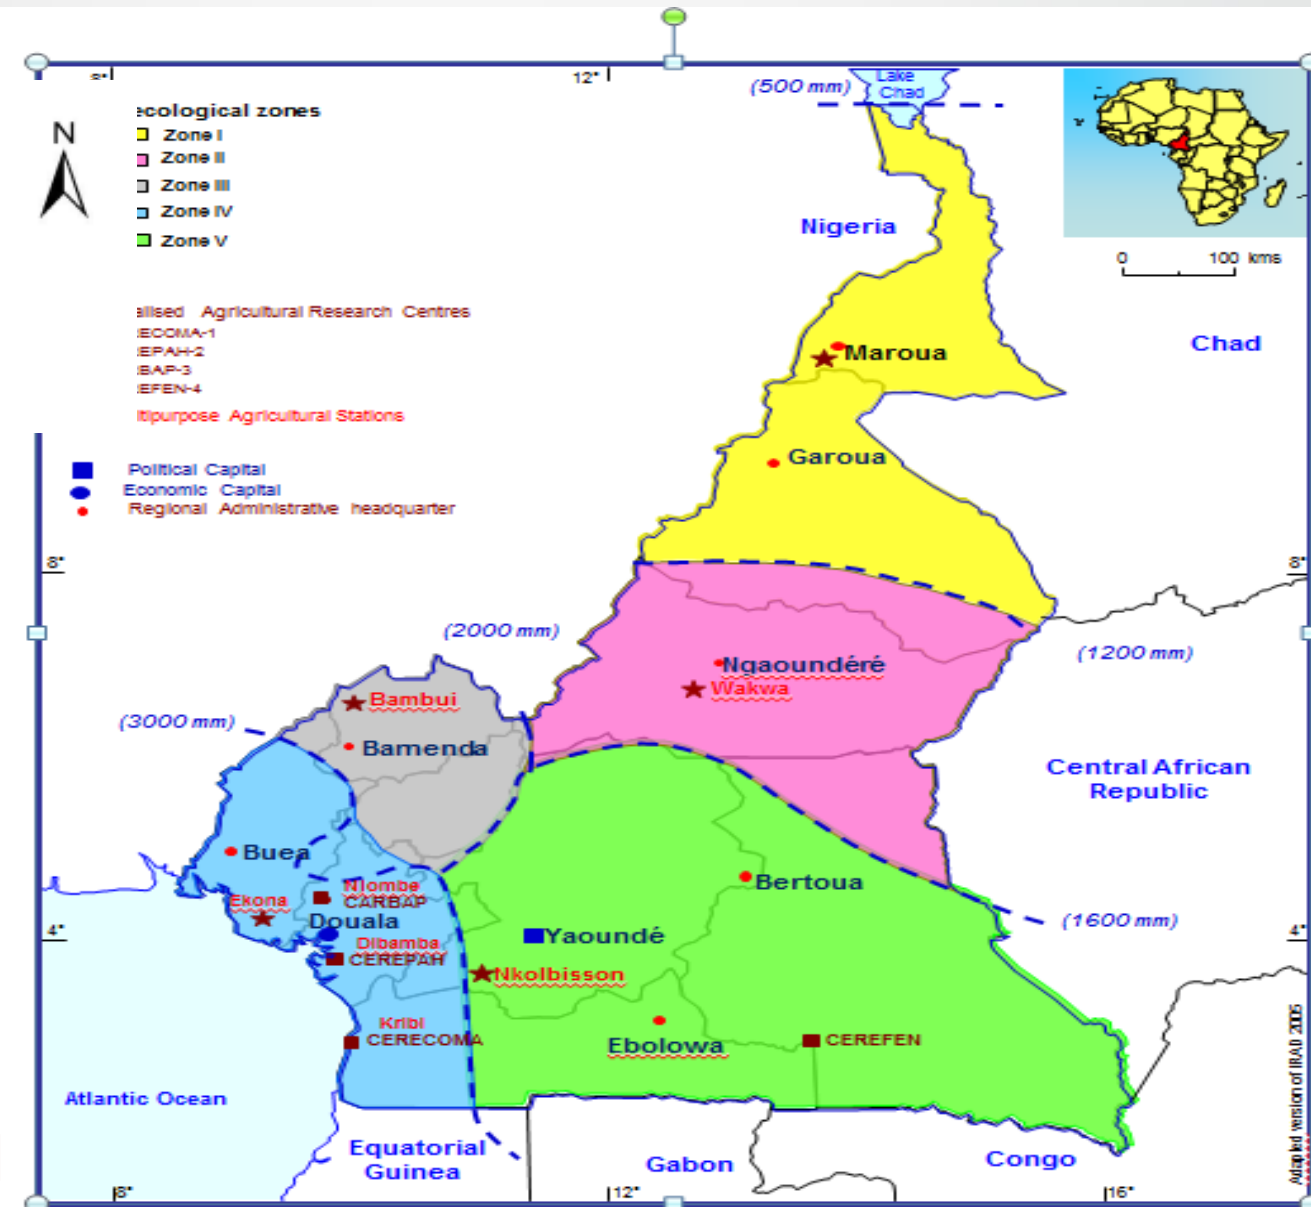 12°
(500 mm)
Lake
Chad
ecological zones
N
Zone I
Zone II
Zone III
Zone IV
Zone V
Nigeria
0 100 kms
alised Agricultural Research Centres
ECOMA-1
EPAH-2
BAP-3
EFEN-4
Chad
Maroua
ltipurpose Agricultural Stations
Garoua
Political Capital
Economic Capital
Regional Administrative headquarter
8°
8°
(2000 mm)
(1200 mm)
Ngaoundéré
Wakwa
Bambui
(3000 mm)
Bamenda
Central African
Republic
Buea
Bertoua
Njombe
CARBAP
Ekona
Douala
(1600 mm)
4°
Yaoundé
4°
Dibamba
CEREPAH
Nkolbisson
Kribi
CERECOMA
Ebolowa
CEREFEN
Atlantic Ocean
Equatorial
Guinea
Gabon
Congo
Adapted version of IRAD 2005
8°
12°
16°